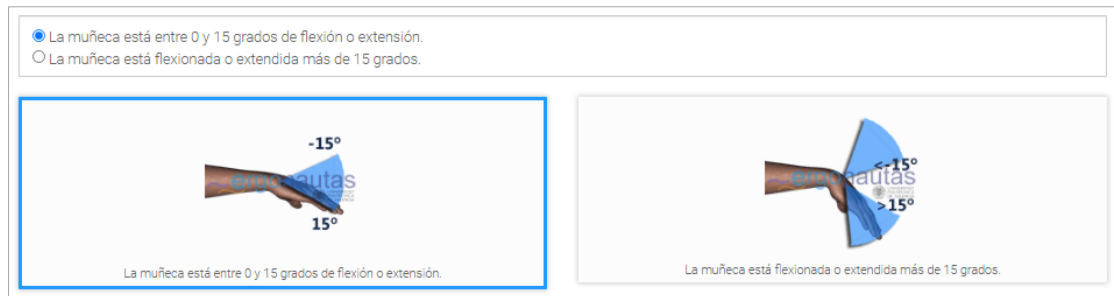 La muñeca está entre 0 y 15 grados de flexión o extensión.
La muñeca está flexionada o extendida más de 15 grados.
-15º
ergonautas
15º
La muñeca está entre 0 y 15 grados de flexión o extensión.
<-15º
ergonautas
>15º
La muñeca está flexionada o extendida más de 15 grados.